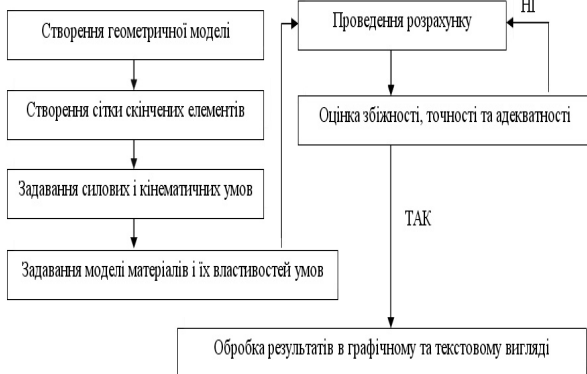 Створення геометричної моделі
Створення сітки скінчених елементів
Задавання силових і кінематичних умов
Задавання моделі матеріалів і їх властивостей умов
Проведення розрахунку
НІ
Оцінка збіжності, точності та адекватності
ТАК
Обробка результатів в графічному та текстовому вигляді